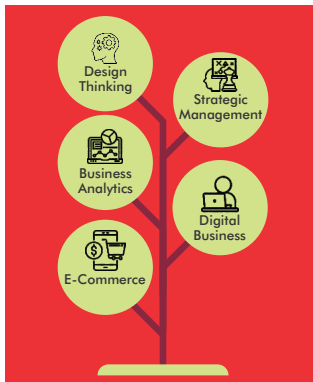 Design
Thinking
Strategic
Management
Business
Analytics
Digital
Business
E-Commerce